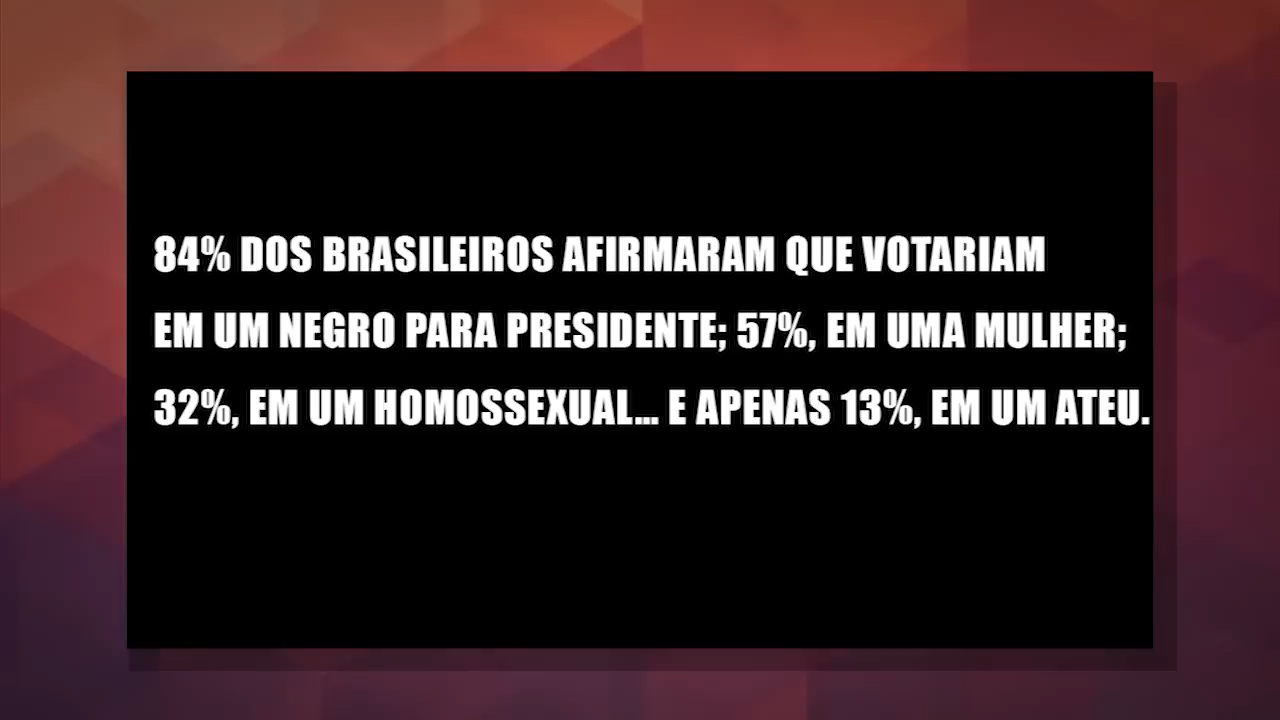 84% DOS BRASILEIROS AFIRMARAM QUE VOTARIAM
EM UM NEGRO PARA PRESIDENTE; 57%, EM UMA MULHER;
32%, EM UM HOMOSSEXUAL... E APENAS 13%, EM UM ATEU.